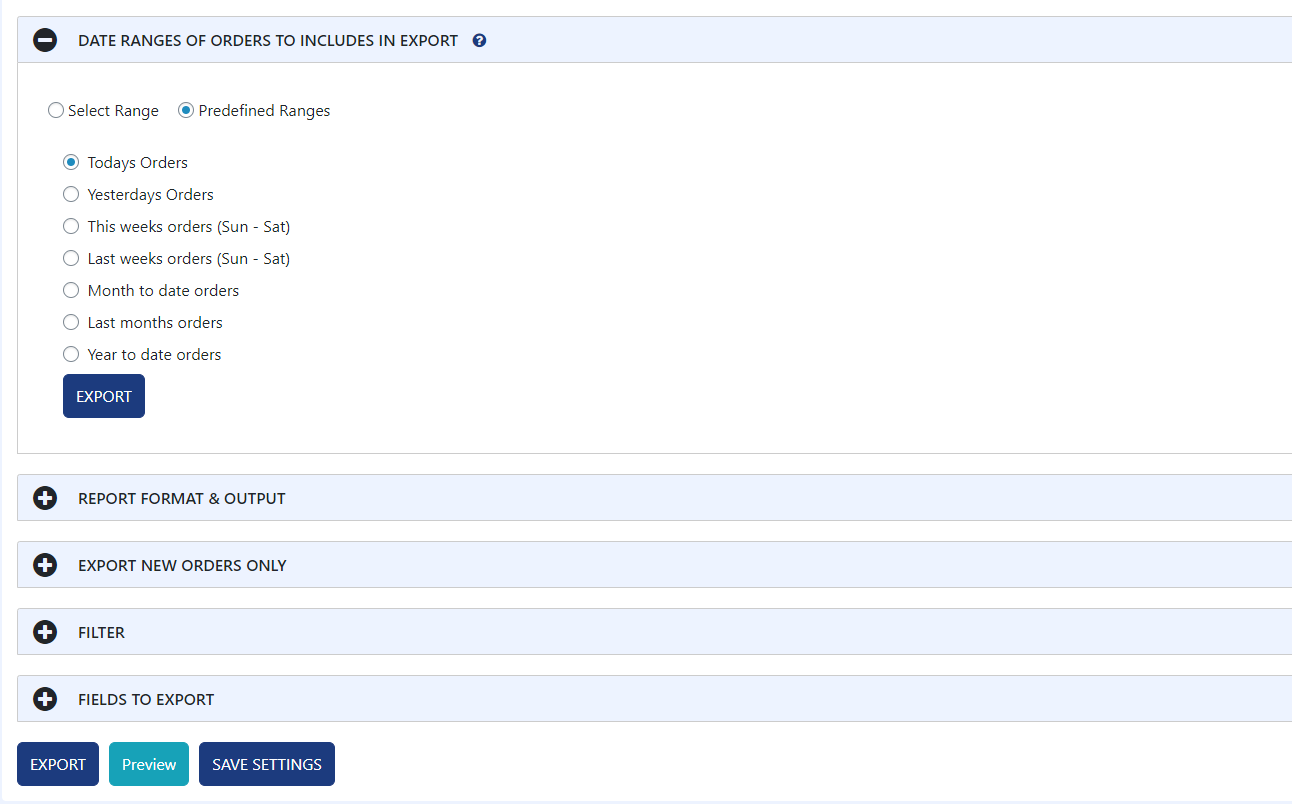 DATE RANGES OF ORDERS TO INCLUDES IN EXPORT ?
Select Range Predefined Ranges
Todays Orders
Yesterdays Orders
This weeks orders (Sun - Sat)
Last weeks orders (Sun - Sat)
Month to date orders
Last months orders
Year to date orders
EXPORT
REPORT FORMAT & OUTPUT
EXPORT NEW ORDERS ONLY
FILTER
FIELDS TO EXPORT
EXPORT Preview SAVE SETTINGS